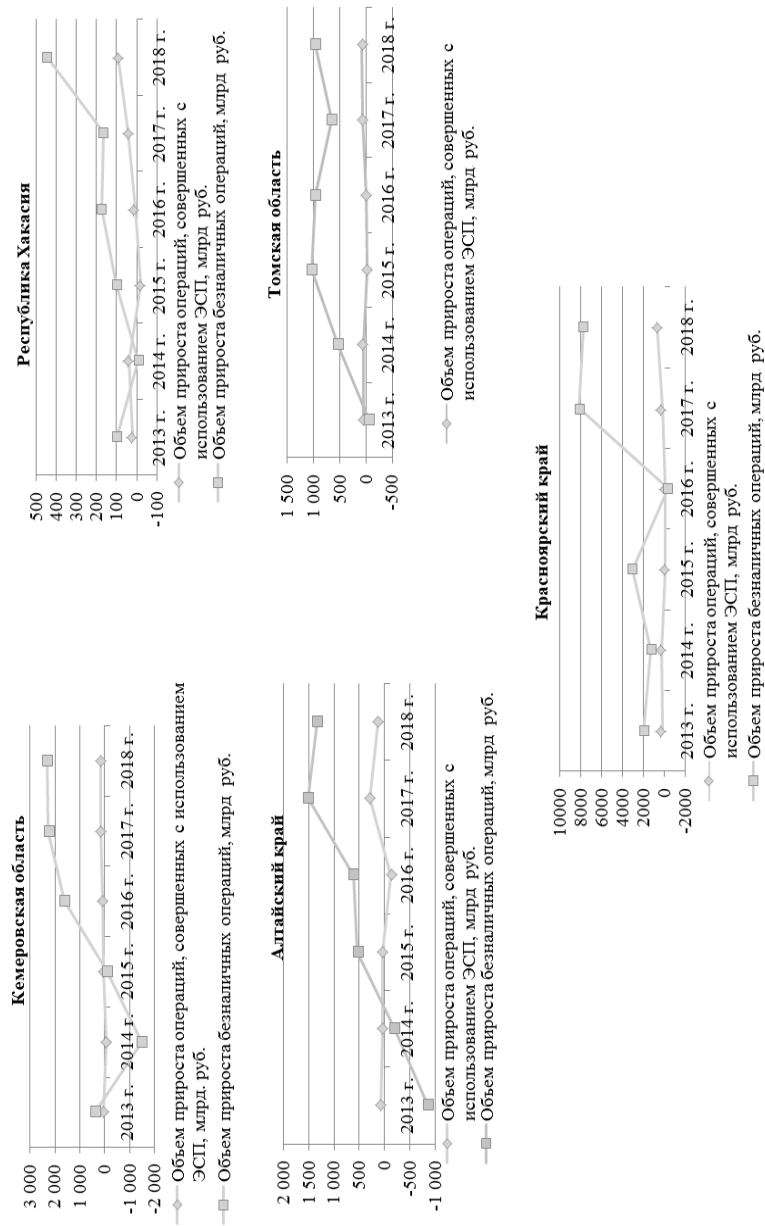 Кемеровская область
3 000
2 000
1 000
0
-1 000
-2 000
2013 г. 2014 г. 2015 г. 2016 г. 2017 г. 2018 г.
Объем прироста операций, совершенных с использованием
ЭСП, млрд. руб.
Объем прироста безналичных операций, млрд руб.
Республика Хакасия
500
400
300
200
100
0
-100
2013 г. 2014 г. 2015 г. 2016 г. 2017 г. 2018 г.
Объем прироста операций, совершенных с
использованием ЭСП, млрд руб.
Объем прироста безналичных операций, млрд руб.
Алтайский край
2 000
1 500
1 000
500
0
-500
-1 000
2013 г. 2014 г. 2015 г. 2016 г. 2017 г. 2018 г.
Объем прироста операций, совершенных с
использованием ЭСП, млрд руб.
Объем прироста безналичных операций, млрд руб.
Томская область
1 500
1 000
500
0
-500
2013 г. 2014 г. 2015 г. 2016 г. 2017 г. 2018 г.
Объем прироста операций, совершенных с
использованием ЭСП, млрд руб.
Красноярский край
10000
8000
6000
4000
2000
0
-2000
2013 г. 2014 г. 2015 г. 2016 г. 2017 г. 2018 г.
Объем прироста операций, совершенных с
использованием ЭСП, млрд руб.
Объем прироста безналичных операций, млрд руб.